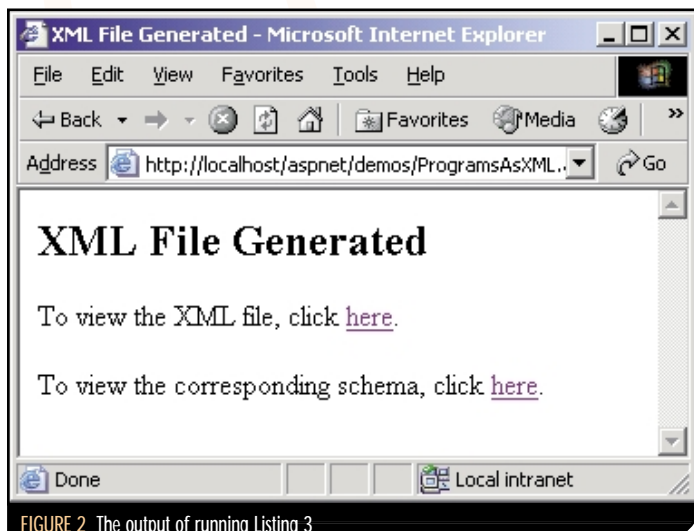 XML File Generated - Microsoft Internet Explorer
File Edit View Favorites Tools Help
Back Favorites Media »
Address http://localhost/aspnet/demos/ProgramsAsXML.. Go
XML File Generated
To view the XML file, click here.
To view the corresponding schema, click here.
Done Local intranet
FIGURE 2 The output of running Listing 3